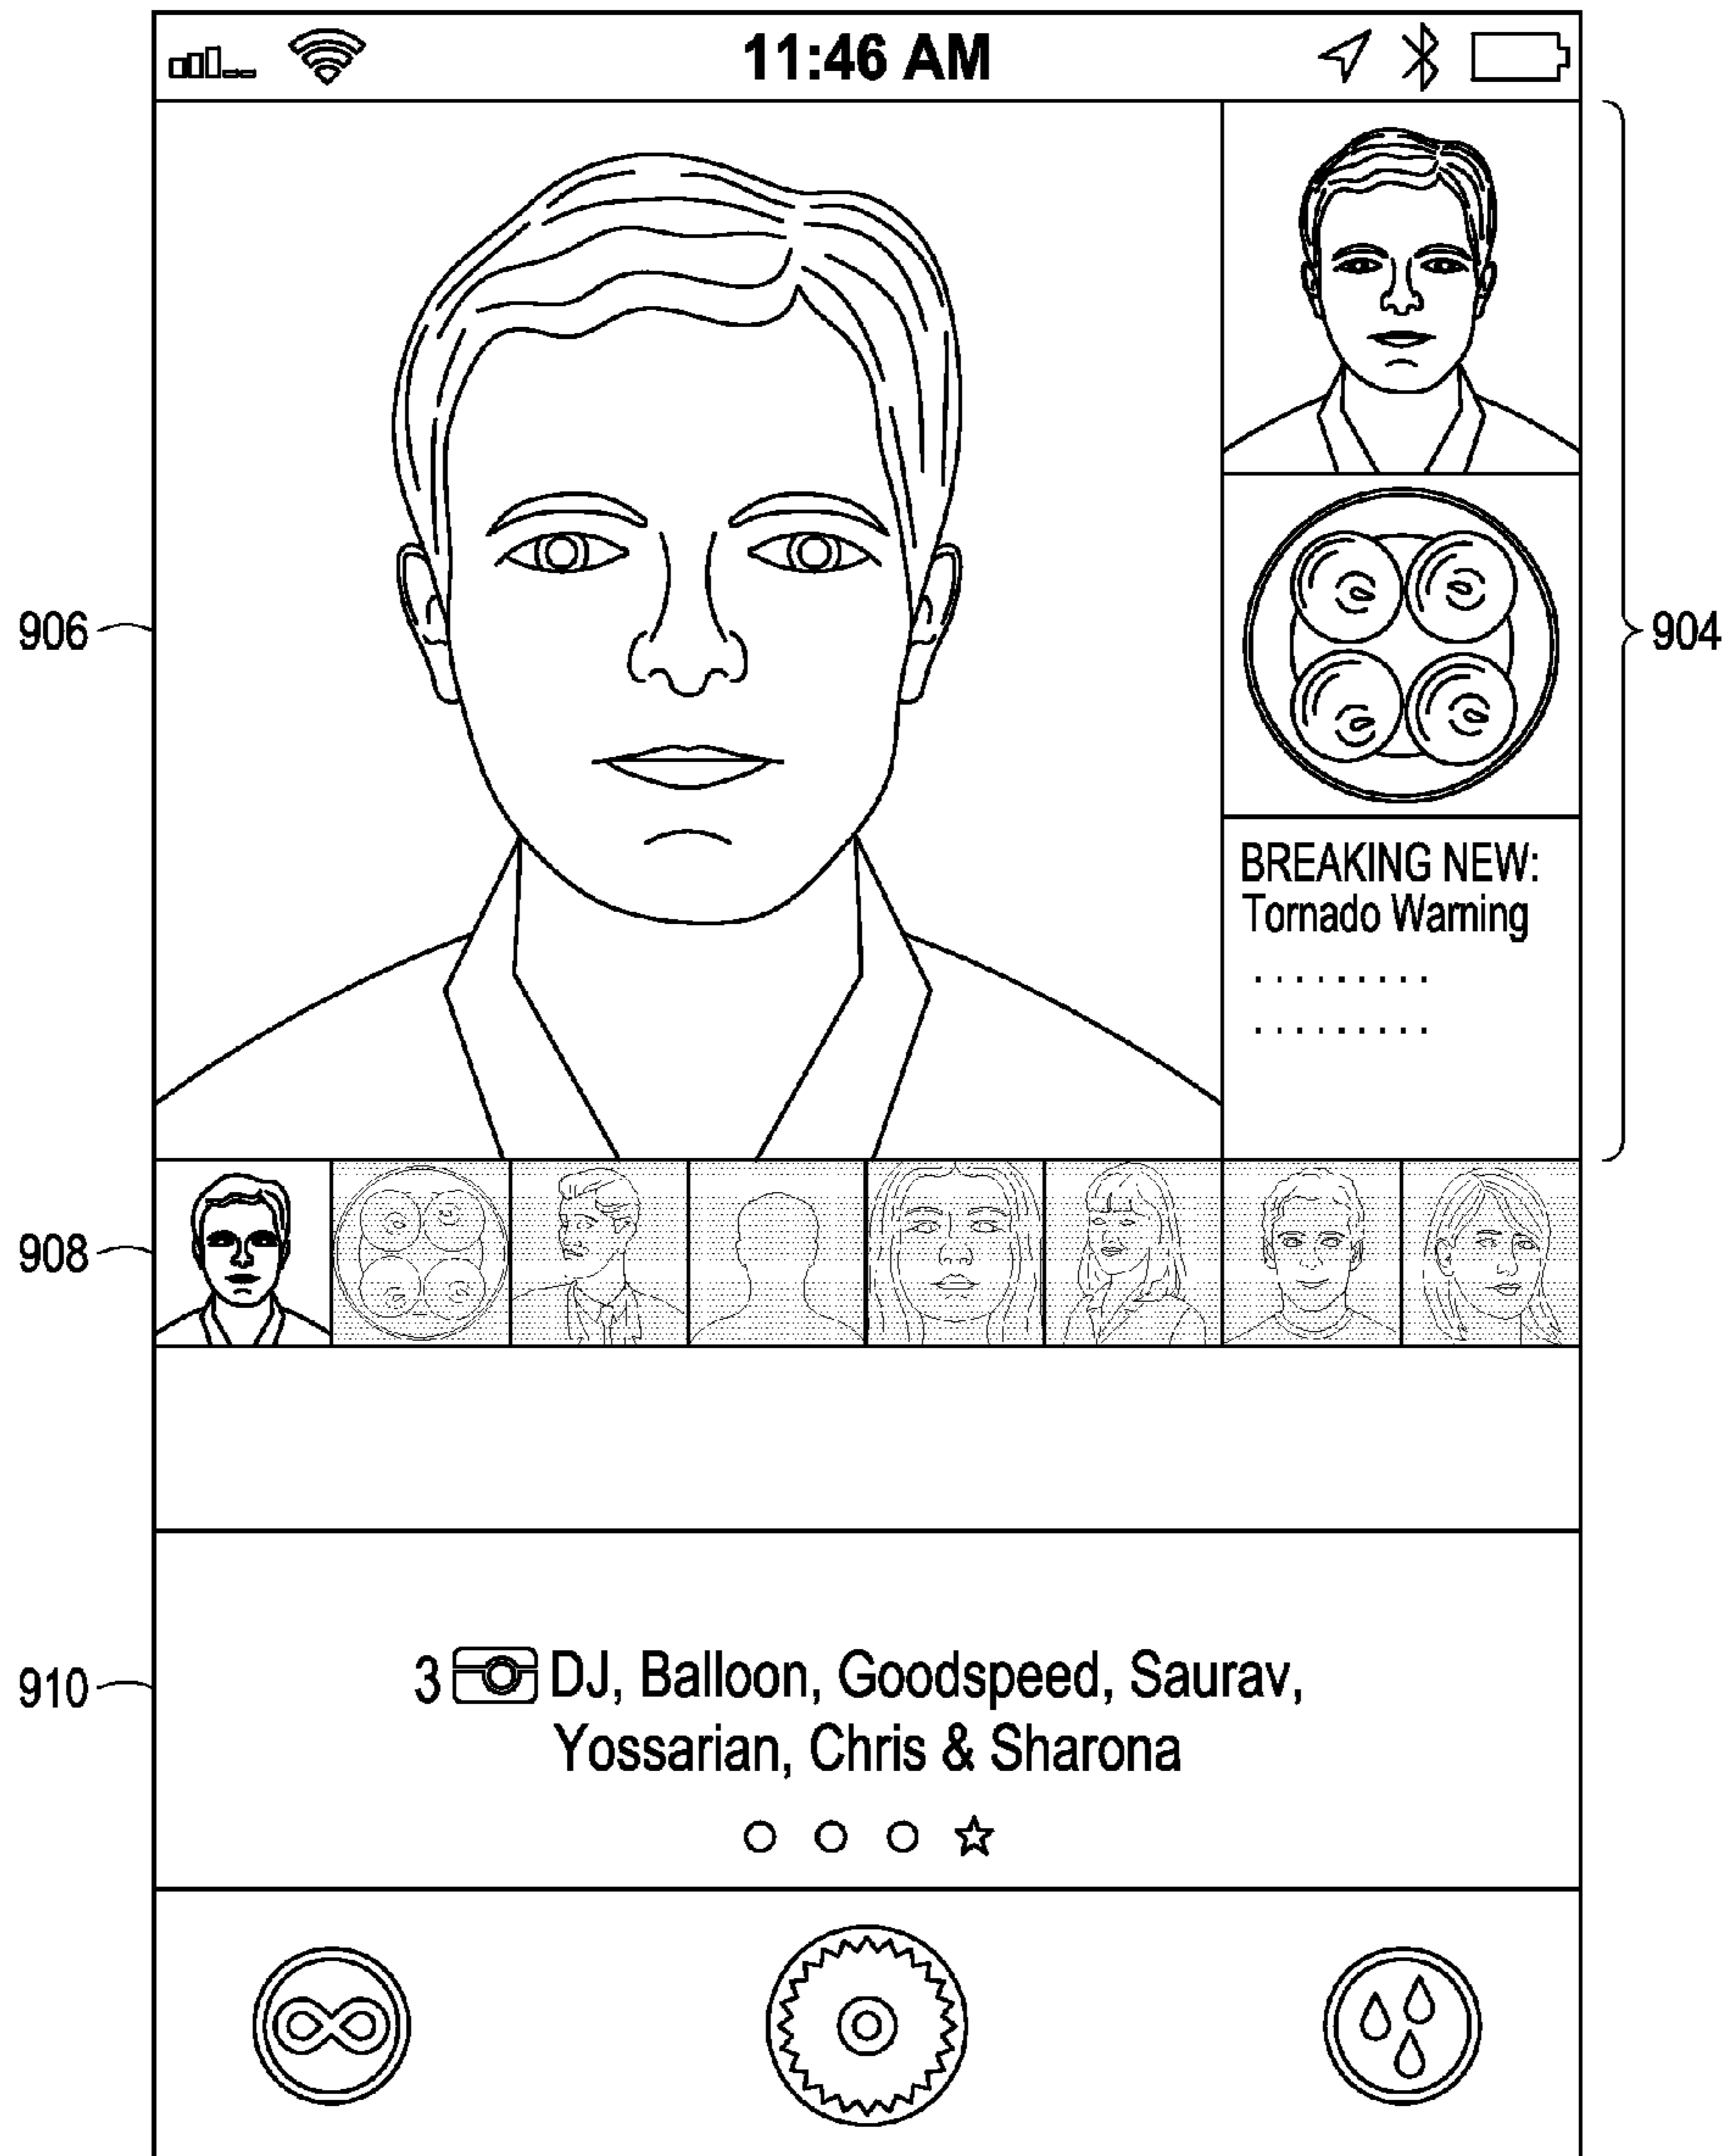 11:46 AM
906
904
BREAKING NEW:
Tornado Warning
908
910
3 DJ, Balloon, Goodspeed, Saurav,
Yossarian, Chris & Sharona